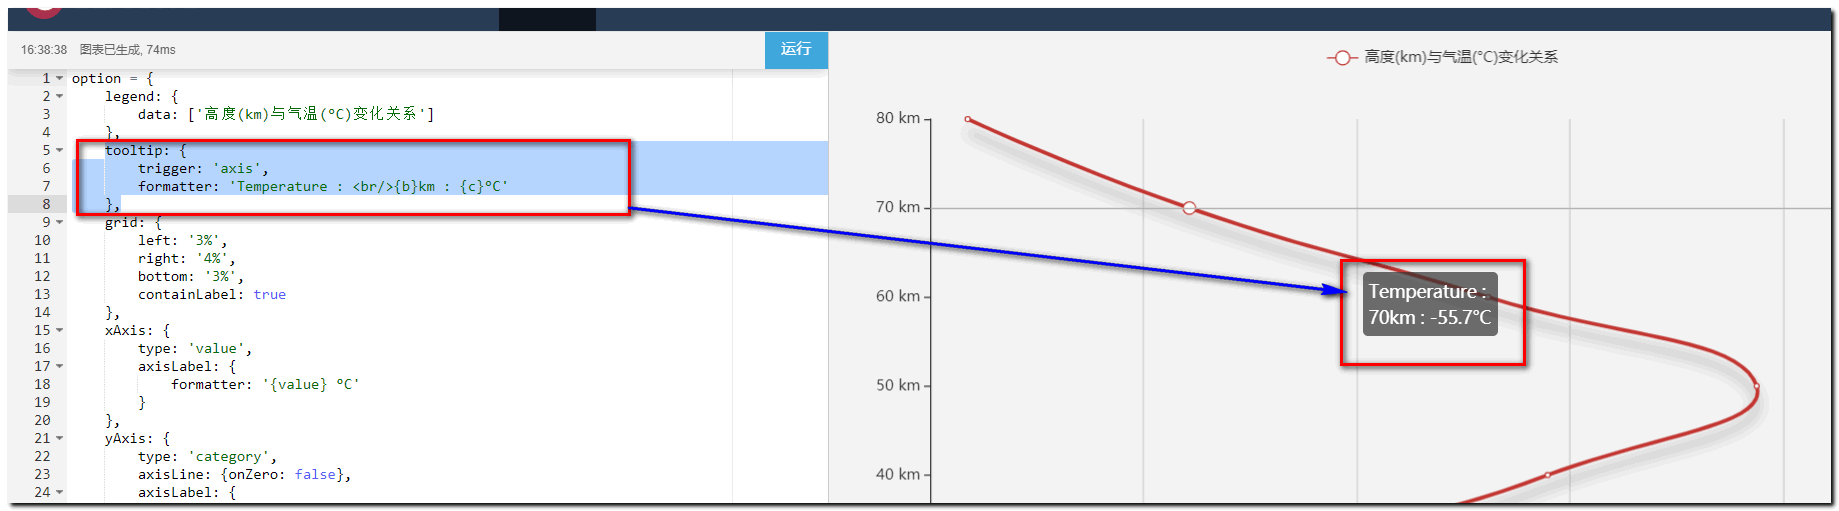 16:38:38 图表已生成, 74ms
运行
1 option = {
2 legend: {
3 data: ['高度(km)与气温(°C)变化关系']
4 },
5 tooltip: {
6 trigger: 'axis',
7 formatter: 'Temperature : <br/>{b}km : {c}°C'
8 },
9 grid: {
10 left: '3%',
11 right: '4%',
12 bottom: '3%',
13 containLabel: true
14 },
15 xAxis: {
16 type: 'value',
17 axisLabel: {
18 formatter: '{value} °C'
19 }
20 },
21 yAxis: {
22 type: 'category',
23 axisLine: {onZero: false},
24 axisLabel: {
高度(km)与气温(°C)变化关系
80 km
70 km
60 km
50 km
40 km
Temperature :
70km : -55.7°C